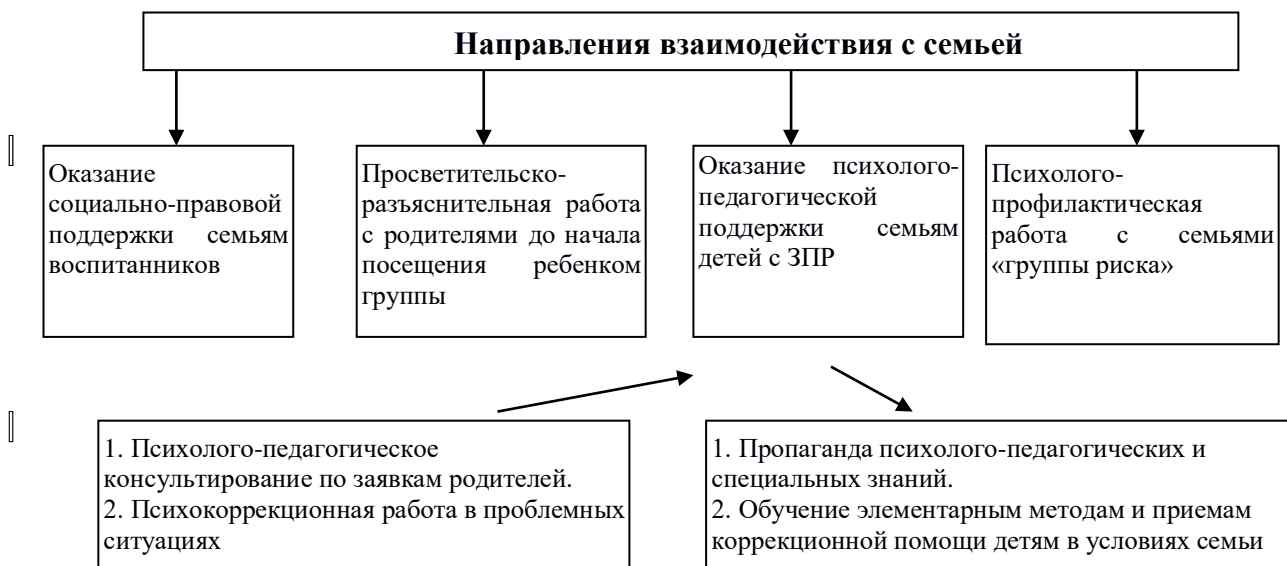 Направления взаимодействия с семьей
Оказание
социально-правовой
поддержки семьям
воспитанников
Просветительско-
разъяснительная работа
с родителями до начала
посещения ребенком
группы
Оказание психолого-
педагогической
поддержки семьям
детей с ЗПР
Психолого-
профилактическая
работа с семьями
«группы риска»
1. Психолого-педагогическое
консультирование по заявкам родителей.
2. Психокоррекционная работа в проблемных
ситуациях
1. Пропаганда психолого-педагогических и
специальных знаний.
2. Обучение элементарным методам и приемам
коррекционной помощи детям в условиях семьи